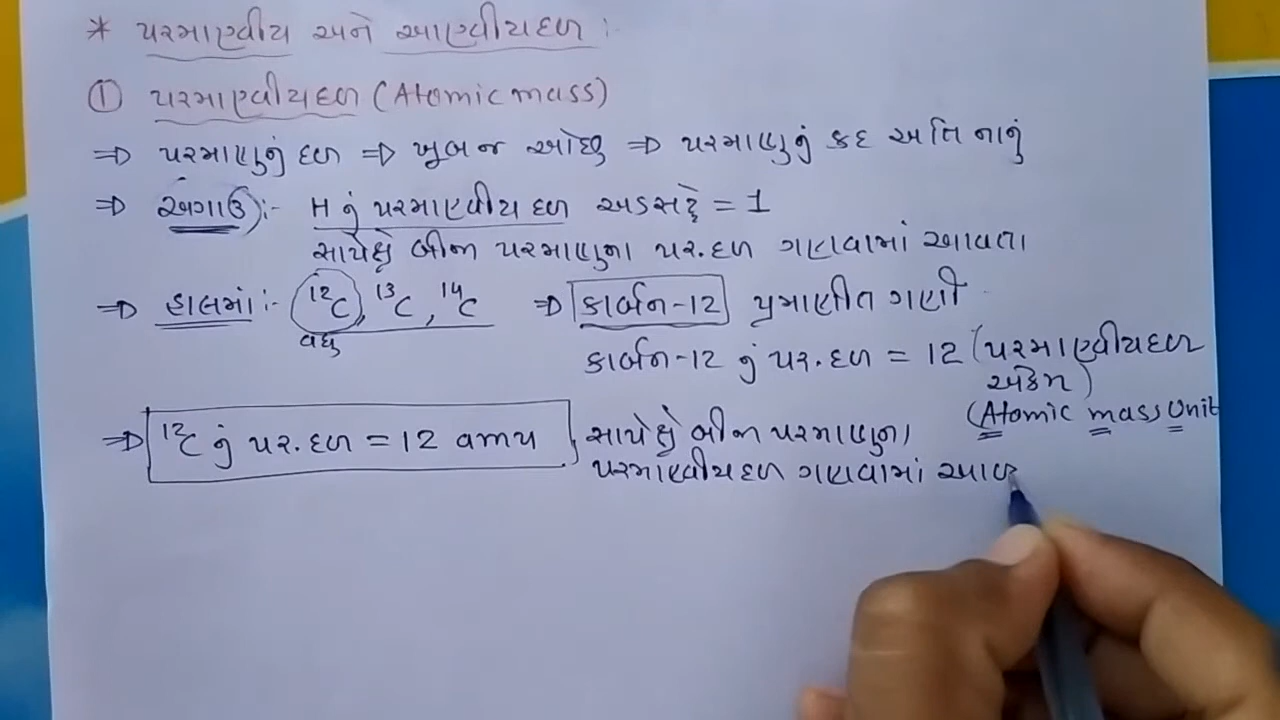 * પરમાણ્વીય અને આણ્વીયદળ :
① પરમાણ્વીયદળ (Atomic mass)
⇒ પરમાણુનું દળ ⇒ ખુબજ ઓછુ ⇒ પરમાણુનું કદ અતિ નાનું
⇒ અગાઉ :- H નું પરમાણ્વીય દળ અડસટ્ટે = 1
સાપેક્ષે બીજા પરમાણુના પર.દળ ગણવામાં આવતા
⇒ હાલમાં :- ¹²C, ¹³C, ¹⁴C ⇒ કાર્બન-12 પ્રમાણીત ગણી
વધુ
કાર્બન-12 નું પર.દળ = 12 (પરમાણ્વીયદળ
એકમ)
(Atomic mass Unit
⇒ ¹²C નું પર.દળ = 12 amu, સાપેક્ષે બીજા પરમાણુના
પરમાણ્વીયદળ ગણવામાં આવ